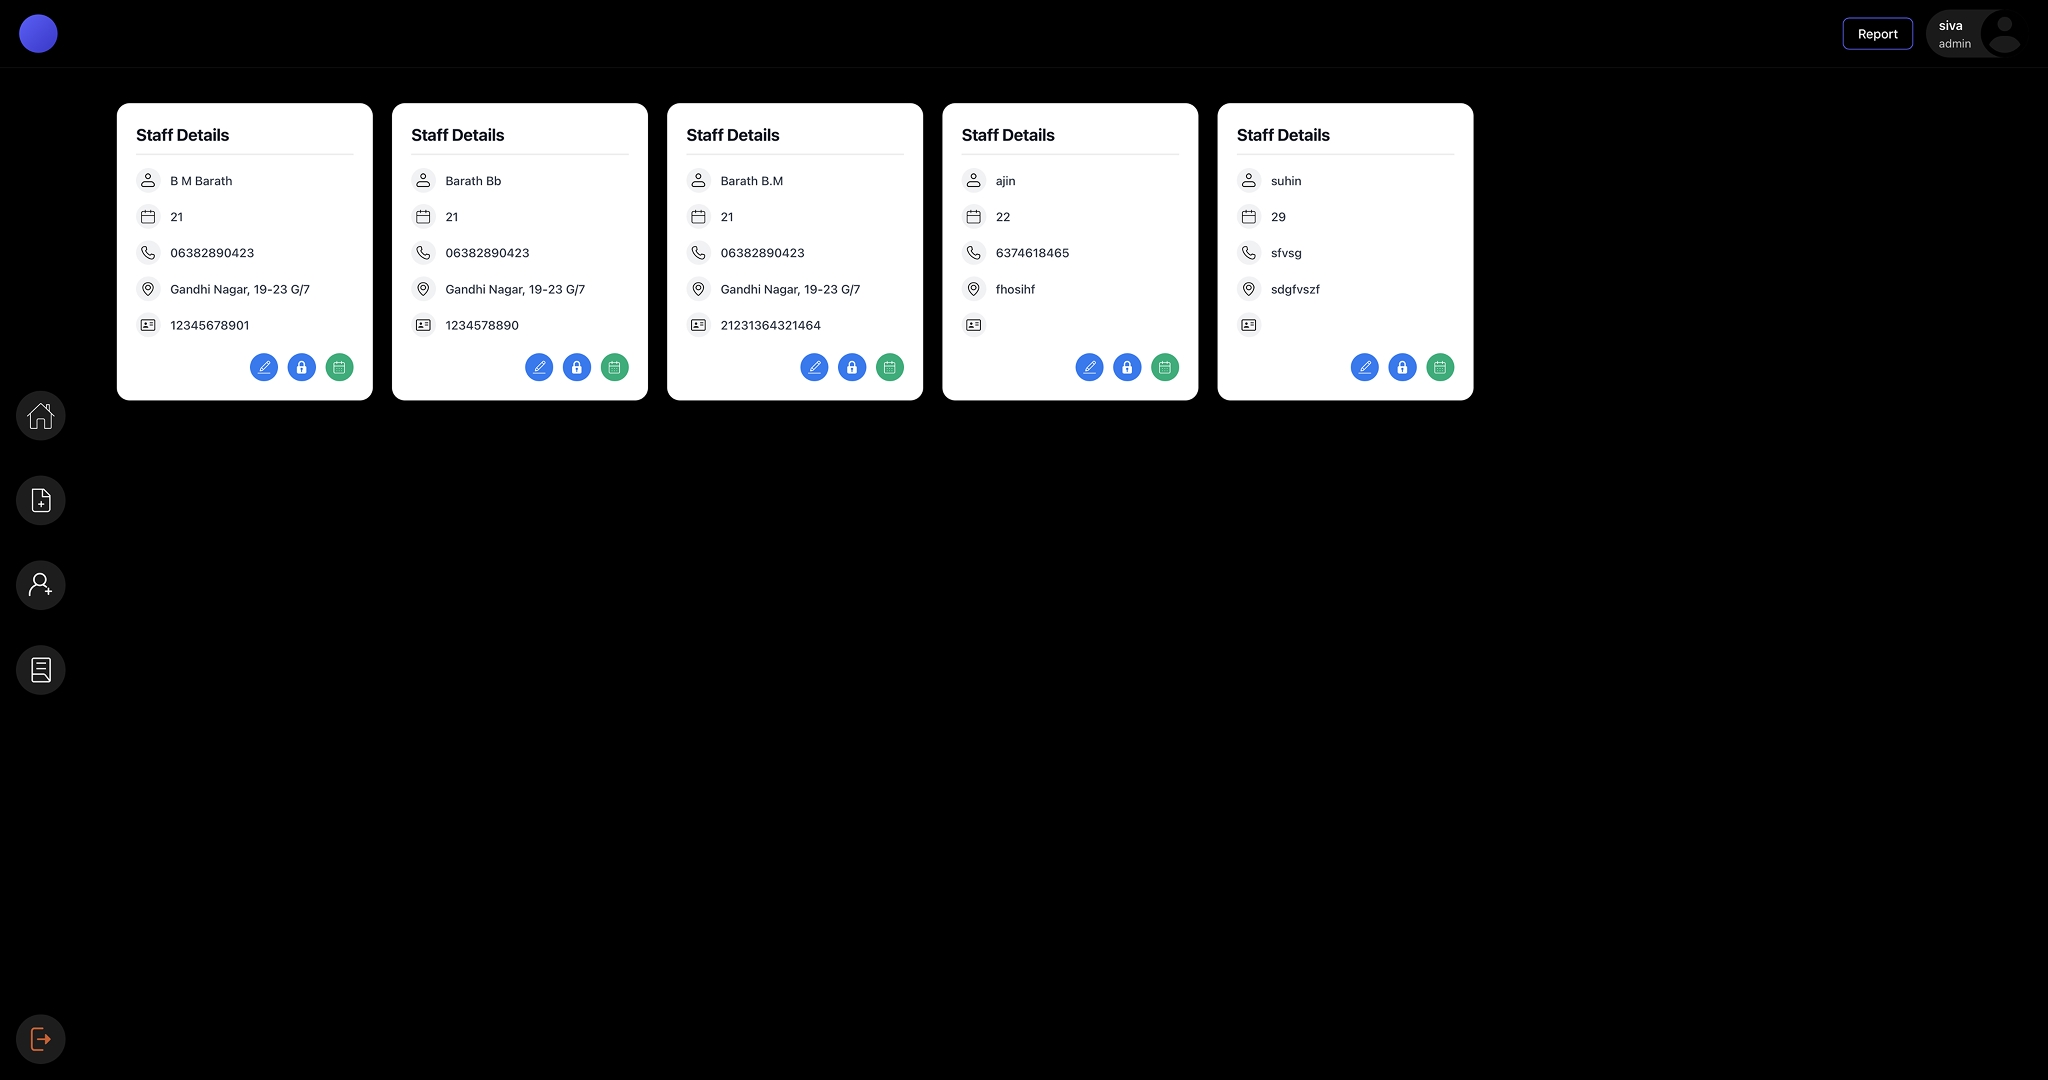 Report
siva
admin
Staff Details
B M Barath
21
06382890423
Gandhi Nagar, 19-23 G/7
12345678901
Staff Details
Barath Bb
21
06382890423
Gandhi Nagar, 19-23 G/7
1234578890
Staff Details
Barath B.M
21
06382890423
Gandhi Nagar, 19-23 G/7
21231364321464
Staff Details
ajin
22
6374618465
fhosihf
Staff Details
suhin
29
sfvsg
sdgfvszf